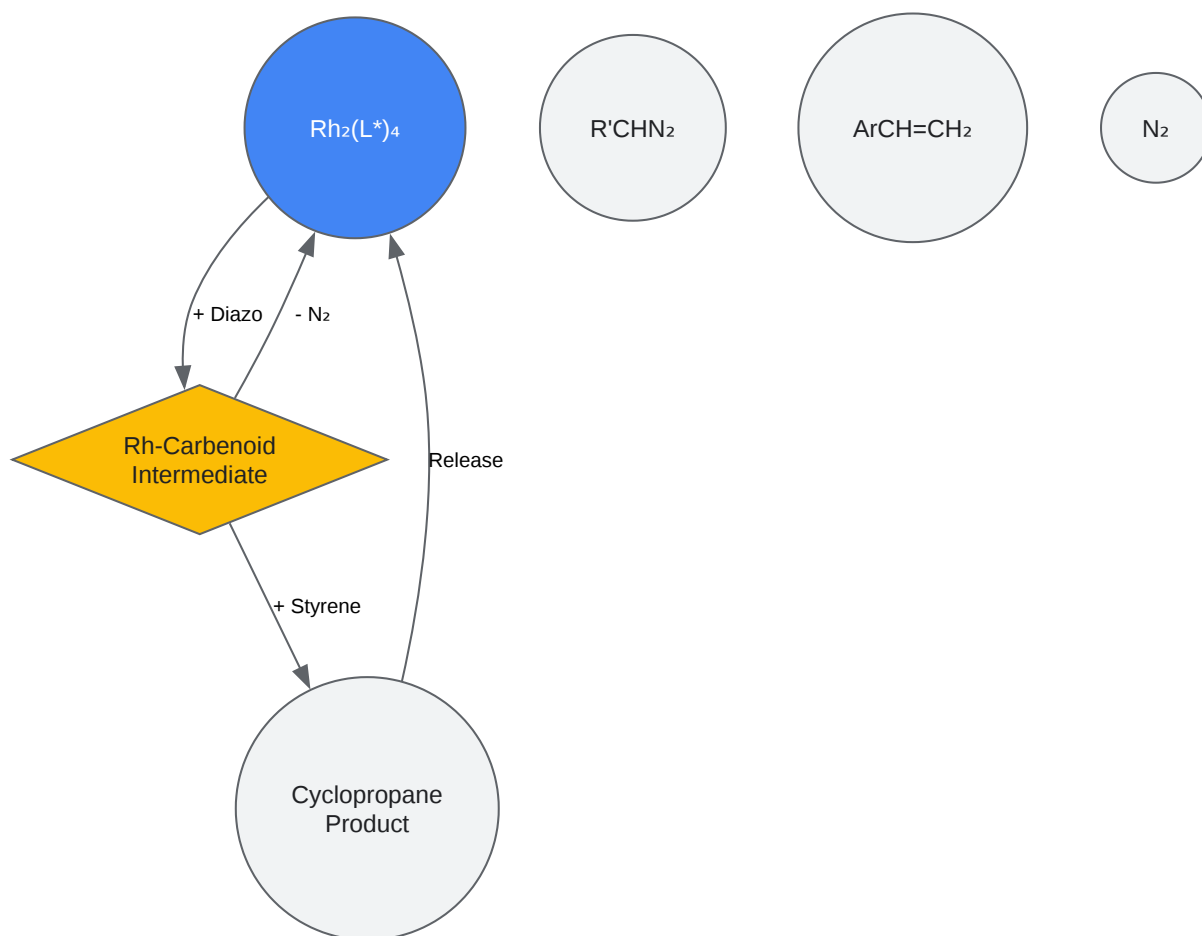 Rh₂(L*)₄
R'CHN₂
ArCH=CH₂
N₂
+ Diazo
- N₂
Rh-Carbenoid
Intermediate
Release
+ Styrene
Cyclopropane
Product